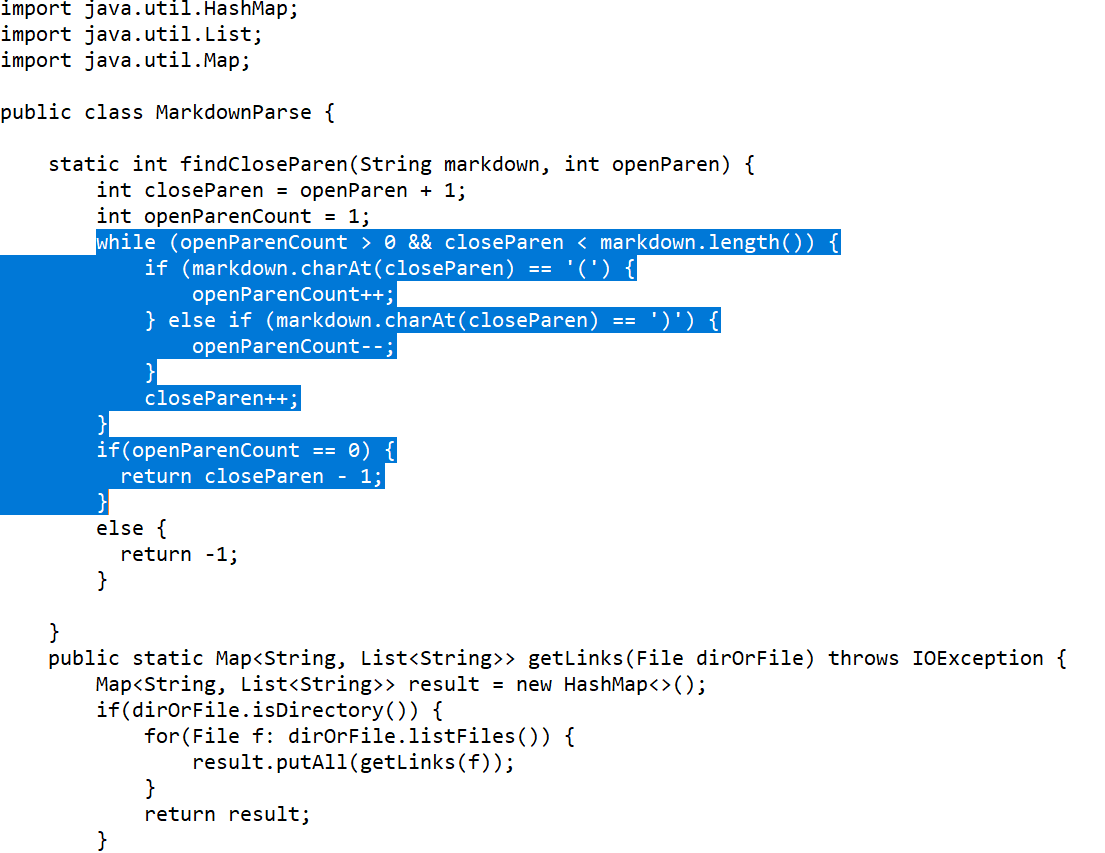 import java.util.HashMap;
import java.util.List;
import java.util.Map;

public class MarkdownParse {

    static int findCloseParen(String markdown, int openParen) {
        int closeParen = openParen + 1;
        int openParenCount = 1;
        while (openParenCount > 0 && closeParen < markdown.length()) {
            if (markdown.charAt(closeParen) == '(') {
                openParenCount++;
            } else if (markdown.charAt(closeParen) == ')') {
                openParenCount--;
            }
            closeParen++;
        }
        if(openParenCount == 0) {
          return closeParen - 1;
        }
        else {
          return -1;
        }

    }
    public static Map<String, List<String>> getLinks(File dirOrFile) throws IOException {
        Map<String, List<String>> result = new HashMap<>();
        if(dirOrFile.isDirectory()) {
            for(File f: dirOrFile.listFiles()) {
                result.putAll(getLinks(f));
            }
            return result;
        }